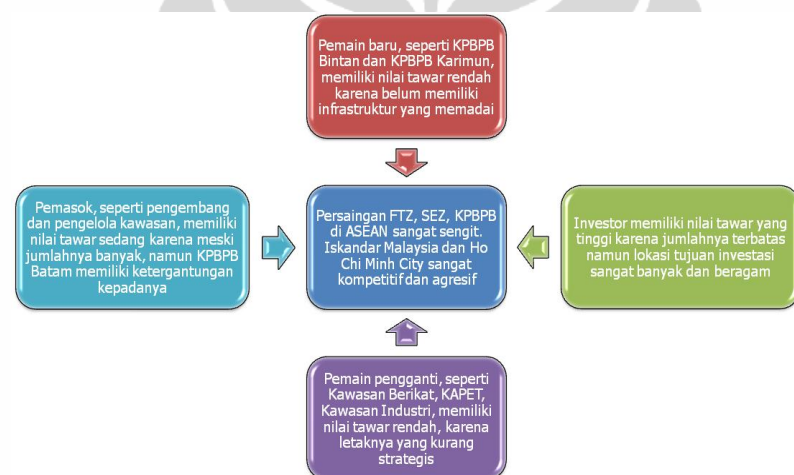 Pemain baru, seperti KPBPB
Bintan dan KPBPB Karimun,
memiliki nilai tawar rendah
karena belum memiliki
infrastruktur yang memadai
Pemasok, seperti pengembang
dan pengelola kawasan, memiliki
nilai tawar sedang karena meski
jumlahnya banyak, namun KPBPB
Batam memiliki ketergantungan
kepadanya
Persaingan FTZ, SEZ, KPBPB
di ASEAN sangat sengit.
Iskandar Malaysia dan Ho
Chi Minh City sangat
kompetitif dan agresif
Investor memiliki nilai tawar yang
tinggi karena jumlahnya terbatas
namun lokasi tujuan investasi
sangat banyak dan beragam
Pemain pengganti, seperti
Kawasan Berikat, KAPET,
Kawasan Industri, memiliki
nilai tawar rendah, karena
letaknya yang kurang
strategis